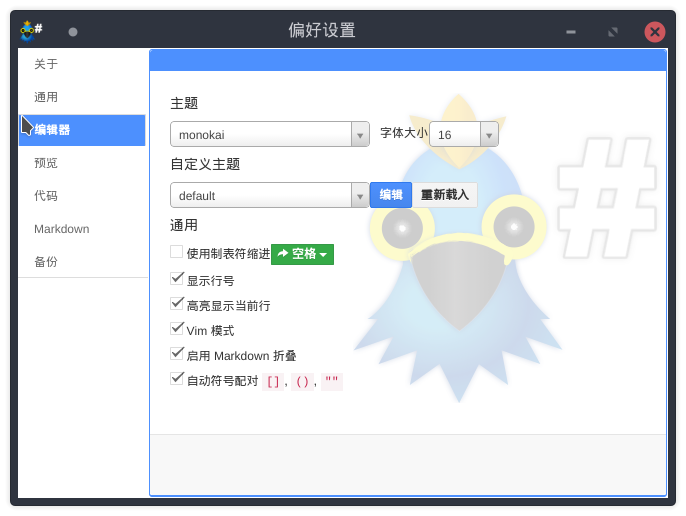 偏好设置
关于
通用
编辑器
预览
代码
Markdown
备份
主题
monokai 字体大小 16
自定义主题
default 编辑 重新载入
通用
使用制表符缩进 空格
显示行号
高亮显示当前行
Vim 模式
启用 Markdown 折叠
自动符号配对 [], (), ""
#
#